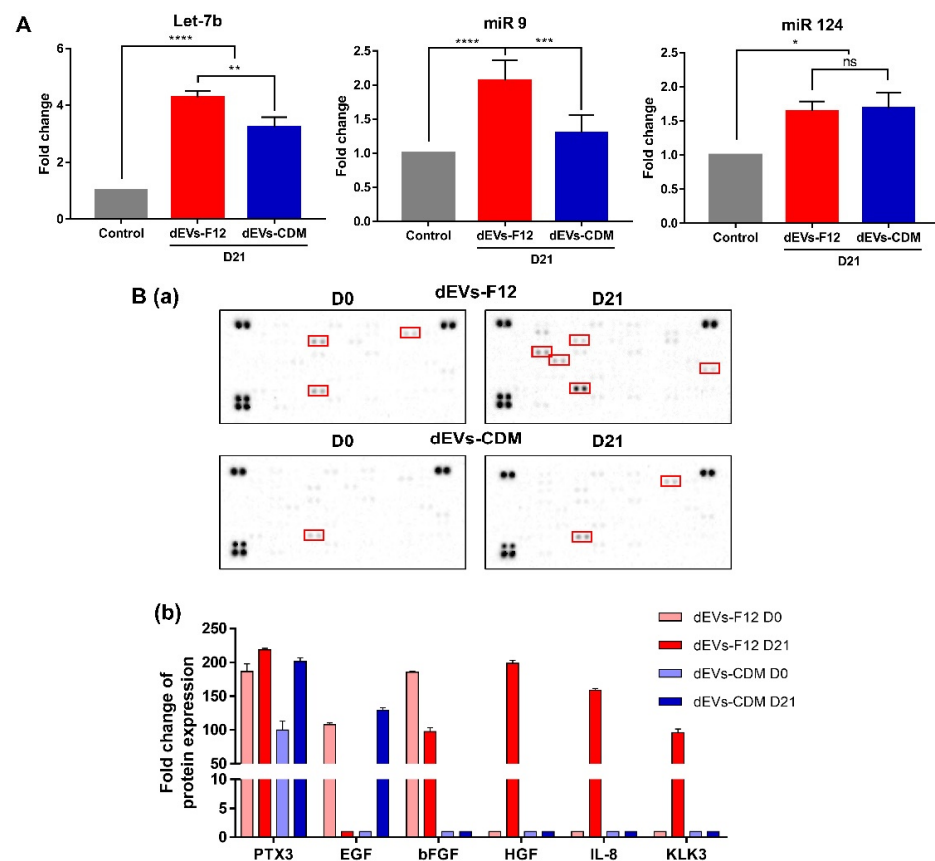 A
Let-7b
****
**
Fold change
6
4
2
0
Control
dEVs-F12
dEVs-CDM
D21
miR 9
****
***
Fold change
2.5
2.0
1.5
1.0
0.5
0.0
Control
dEVs-F12
dEVs-CDM
D21
miR 124
*
ns
Fold change
2.5
2.0
1.5
1.0
0.5
0.0
Control
dEVs-F12
dEVs-CDM
D21
B (a)
dEVs-F12
D0
D21
dEVs-CDM
D0
D21
(b)
Fold change of
protein expression
250
200
150
100
50
10
5
0
PTX3
EGF
bFGF
HGF
IL-8
KLK3
dEVs-F12 D0
dEVs-F12 D21
dEVs-CDM D0
dEVs-CDM D21